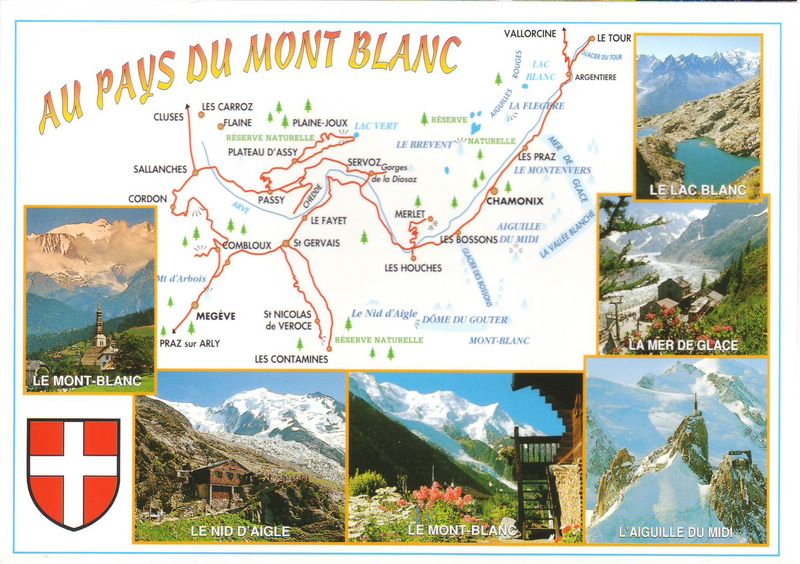 AU PAYS DU MONT BLANC
VALLORCINE
LE TOUR
GLACIER DU TOUR
LAC
BLANC
ARGENTIERE
AIGUILLES ROUGES
LA FLEGÈRE
CLUSES
LES CARROZ
FLAINE
PLAINE-JOUX
LAC VERT
RÉSERVE NATURELLE
RÉSERVE
NATURELLE
LE BREVENT
PLATEAU D'ASSY
SERVOZ
Gorges
de la Diosaz
LES PRAZ
MER DE GLACE
LE MONTENVERS
SALLANCHES
CORDON
PASSY
CHEDDE
ARVE
LE FAYET
MERLET
CHAMONIX
AIGUILLE
DU MIDI
LA VALLÉE BLANCHE
COMBLOUX
St GERVAIS
LES BOSSONS
LES HOUCHES
GLACIER DES BOSSONS
Mt d'Arbois
MEGÈVE
St NICOLAS
de VEROCE
Le Nid d'Aigle
DÔME DU GOUTER
MONT-BLANC
PRAZ sur ARLY
LES CONTAMINES
RÉSERVE NATURELLE
LE LAC BLANC
LA MER DE GLACE
LE MONT-BLANC
LE NID D'AIGLE
LE MONT-BLANC
L'AIGUILLE DU MIDI